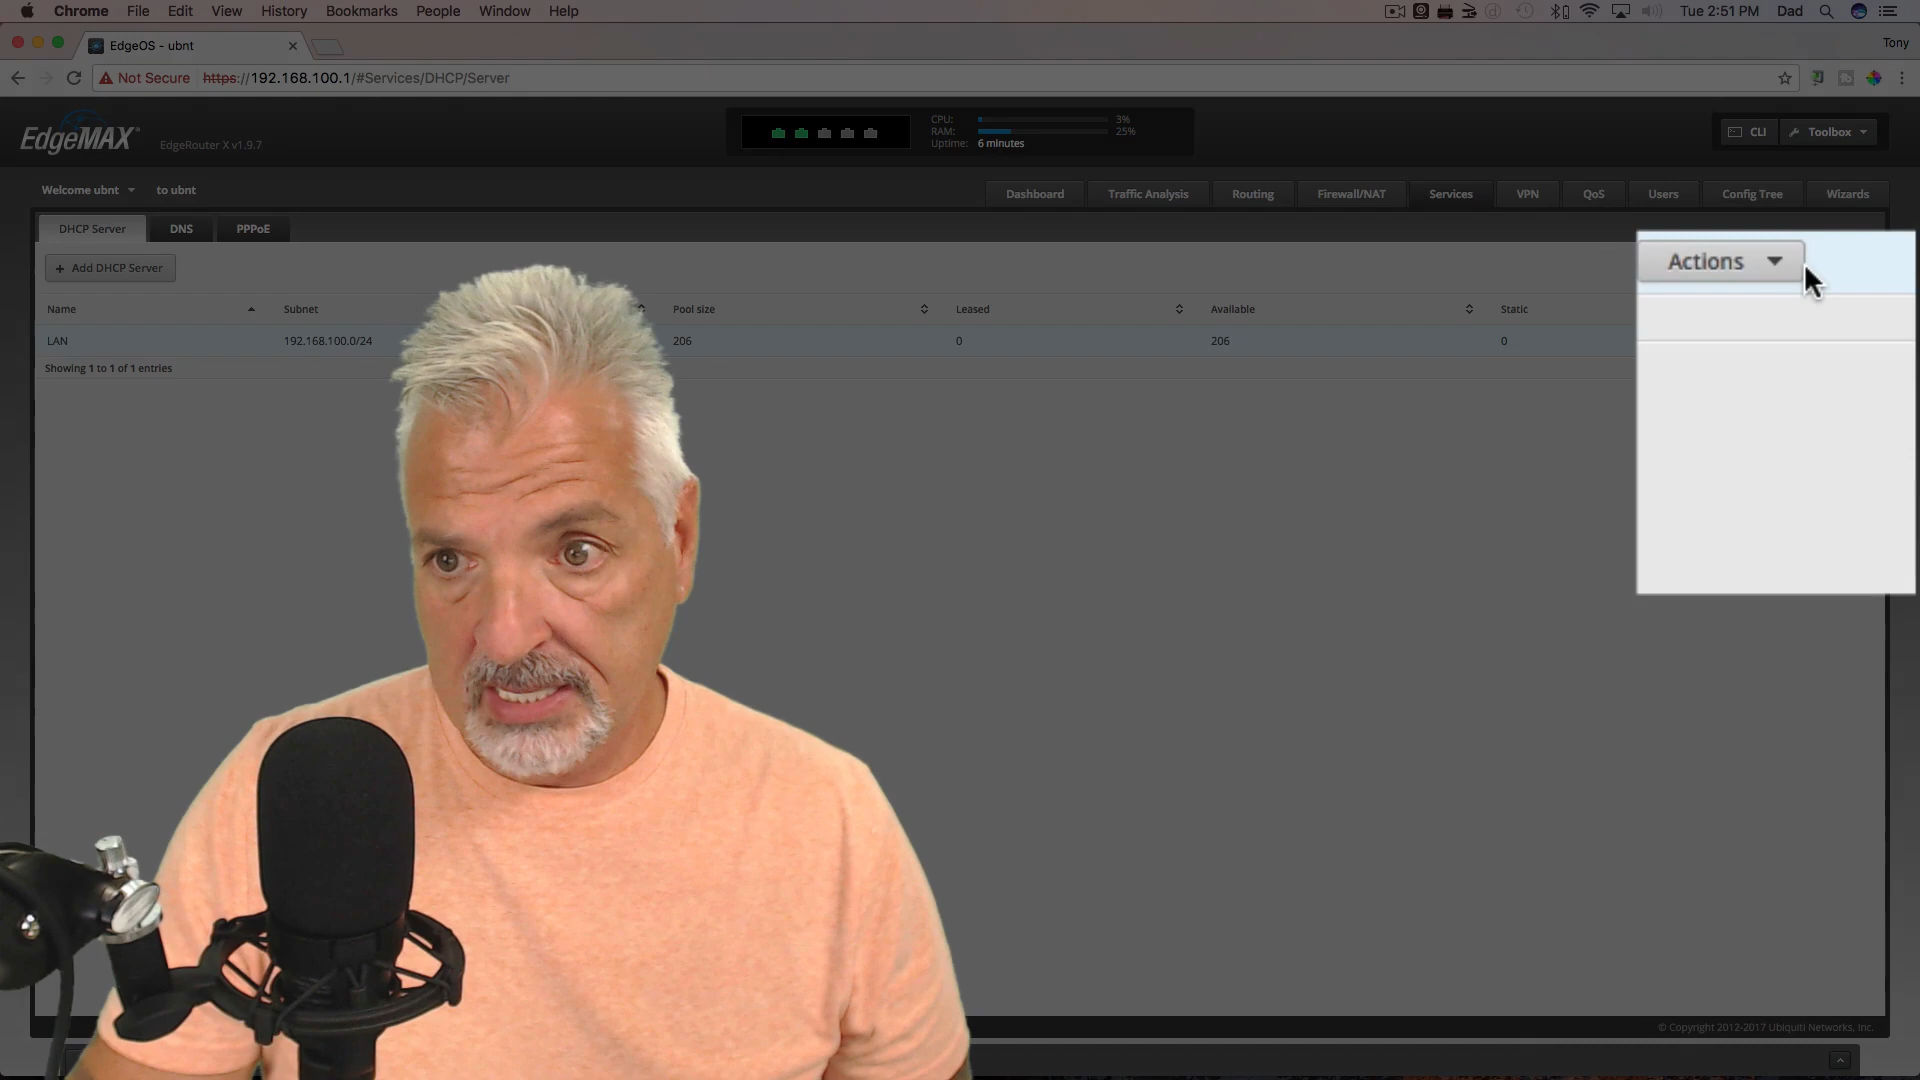 Chrome File Edit View History Bookmarks People Window Help Tue 2:51 PM Dad
EdgeOS - ubnt Tony
Not Secure https://192.168.100.1/#Services/DHCP/Server
EdgeMAX EdgeRouter X v1.9.7
CPU: 3%
RAM: 25%
Uptime: 6 minutes
CLI Toolbox
Welcome ubnt to ubnt
Dashboard Traffic Analysis Routing Firewall/NAT Services VPN QoS Users Config Tree Wizards
DHCP Server DNS PPPoE
+ Add DHCP Server
Actions
Name Subnet Pool size Leased Available Static
LAN 192.168.100.0/24 206 0 206 0
Showing 1 to 1 of 1 entries
© Copyright 2012-2017 Ubiquiti Networks, Inc.